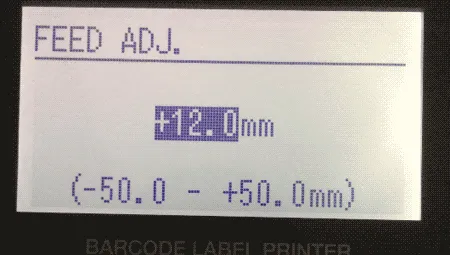 FEED ADJ.
+12.0mm
(-50.0 - +50.0mm)
BARCODE LABEL PRINTER